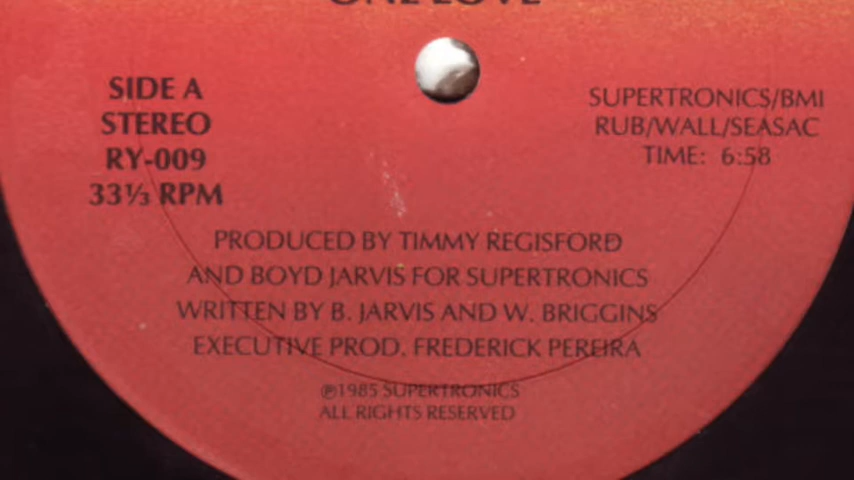 ONE LOVE
SIDE A
STEREO
RY-009
33⅓ RPM
SUPERTRONICS/BMI
RUB/WALL/SEASAC
TIME: 6:58
PRODUCED BY TIMMY REGISFORD
AND BOYD JARVIS FOR SUPERTRONICS
WRITTEN BY B. JARVIS AND W. BRIGGINS
EXECUTIVE PROD. FREDERICK PEREIRA
℗1985 SUPERTRONICS
ALL RIGHTS RESERVED